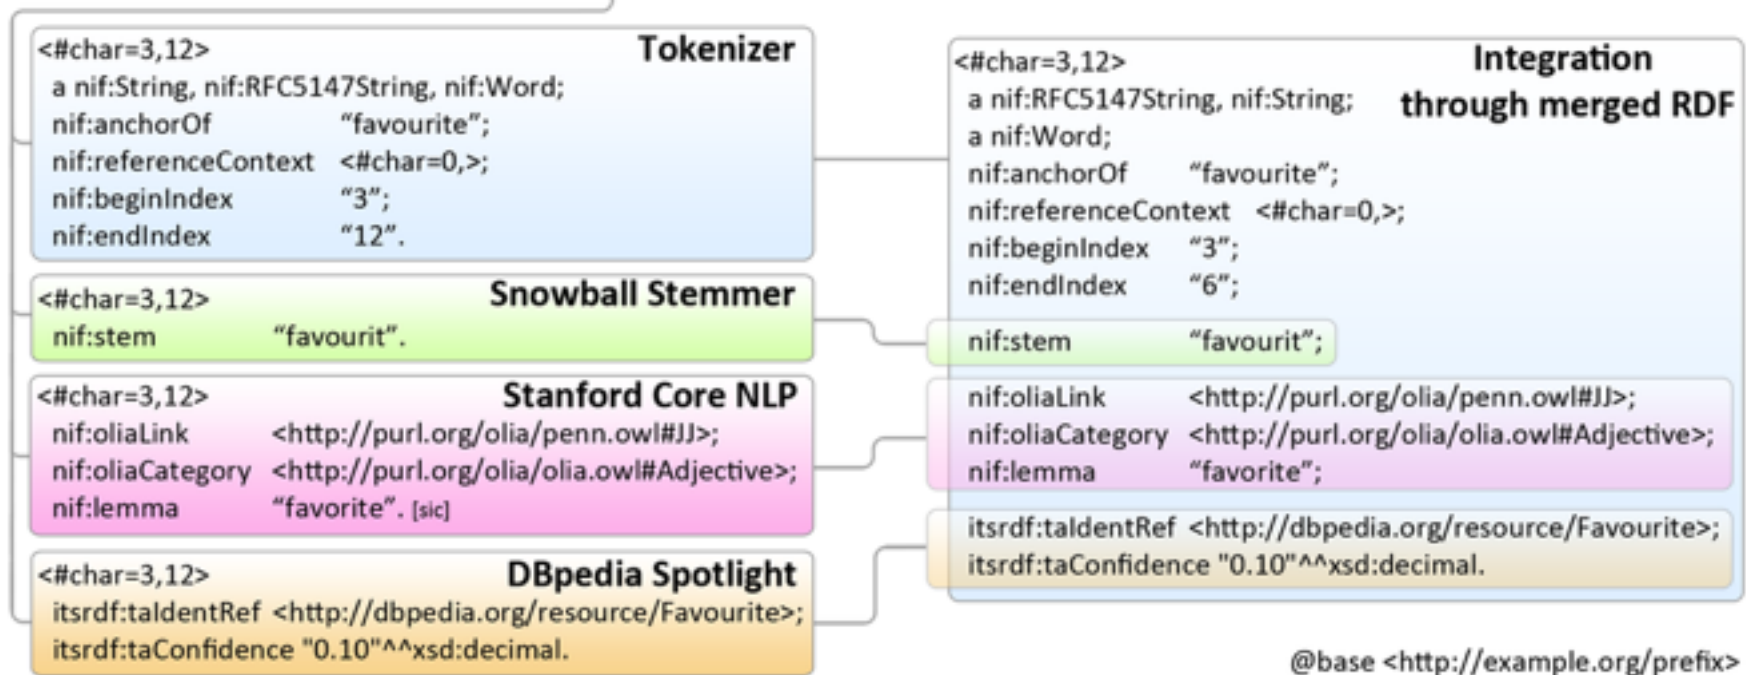 Tokenizer
<#char=3,12>
a nif:String, nif:RFC5147String, nif:Word;
nif:anchorOf “favourite”;
nif:referenceContext <#char=0,>;
nif:beginIndex “3”;
nif:endIndex “12”.
Snowball Stemmer
<#char=3,12>
nif:stem “favourit”.
Stanford Core NLP
<#char=3,12>
nif:oliaLink <http://purl.org/olia/penn.owl#JJ>;
nif:oliaCategory <http://purl.org/olia/olia.owl#Adjective>;
nif:lemma “favorite”. [sic]
DBpedia Spotlight
<#char=3,12>
itsrdf:taIdentRef <http://dbpedia.org/resource/Favourite>;
itsrdf:taConfidence "0.10"^^xsd:decimal.
Integration
through merged RDF
<#char=3,12>
a nif:RFC5147String, nif:String;
a nif:Word;
nif:anchorOf “favourite”;
nif:referenceContext <#char=0,>;
nif:beginIndex “3”;
nif:endIndex “6”;
nif:stem “favourit”;
nif:oliaLink <http://purl.org/olia/penn.owl#JJ>;
nif:oliaCategory <http://purl.org/olia/olia.owl#Adjective>;
nif:lemma “favorite”;
itsrdf:taIdentRef <http://dbpedia.org/resource/Favourite>;
itsrdf:taConfidence "0.10"^^xsd:decimal.
@base <http://example.org/prefix>